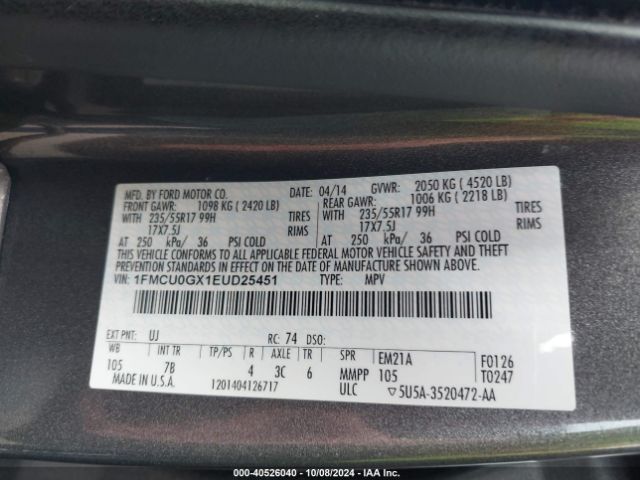 MFD. BY FORD MOTOR CO.
DATE: 04/14 GVWR: 2050 KG ( 4520 LB)
FRONT GAWR: 1098 KG ( 2420 LB) REAR GAWR: 1006 KG ( 2218 LB)
WITH 235/55R17 99H TIRES WITH 235/55R17 99H TIRES
17X7.5J RIMS 17X7.5J RIMS
AT 250 kPa/ 36 PSI COLD AT 250 kPa/ 36 PSI COLD
THIS VEHICLE CONFORMS TO ALL APPLICABLE FEDERAL MOTOR VEHICLE SAFETY AND THEFT
PREVENTION STANDARDS IN EFFECT ON THE DATE OF MANUFACTURE SHOWN ABOVE.
VIN: 1FMCU0GX1EUD25451 TYPE: MPV
EXT PNT: UJ RC: 74 DSO:
WB INT TR TP/PS R AXLE TR SPR EM21A F0126
105 7B 4 3C 6 MMPP 105 T0247
MADE IN U.S.A. 1201404126717 ULC ▽5U5A-3520472-AA
000-40526040 • 10/08/2024 • IAA Inc.